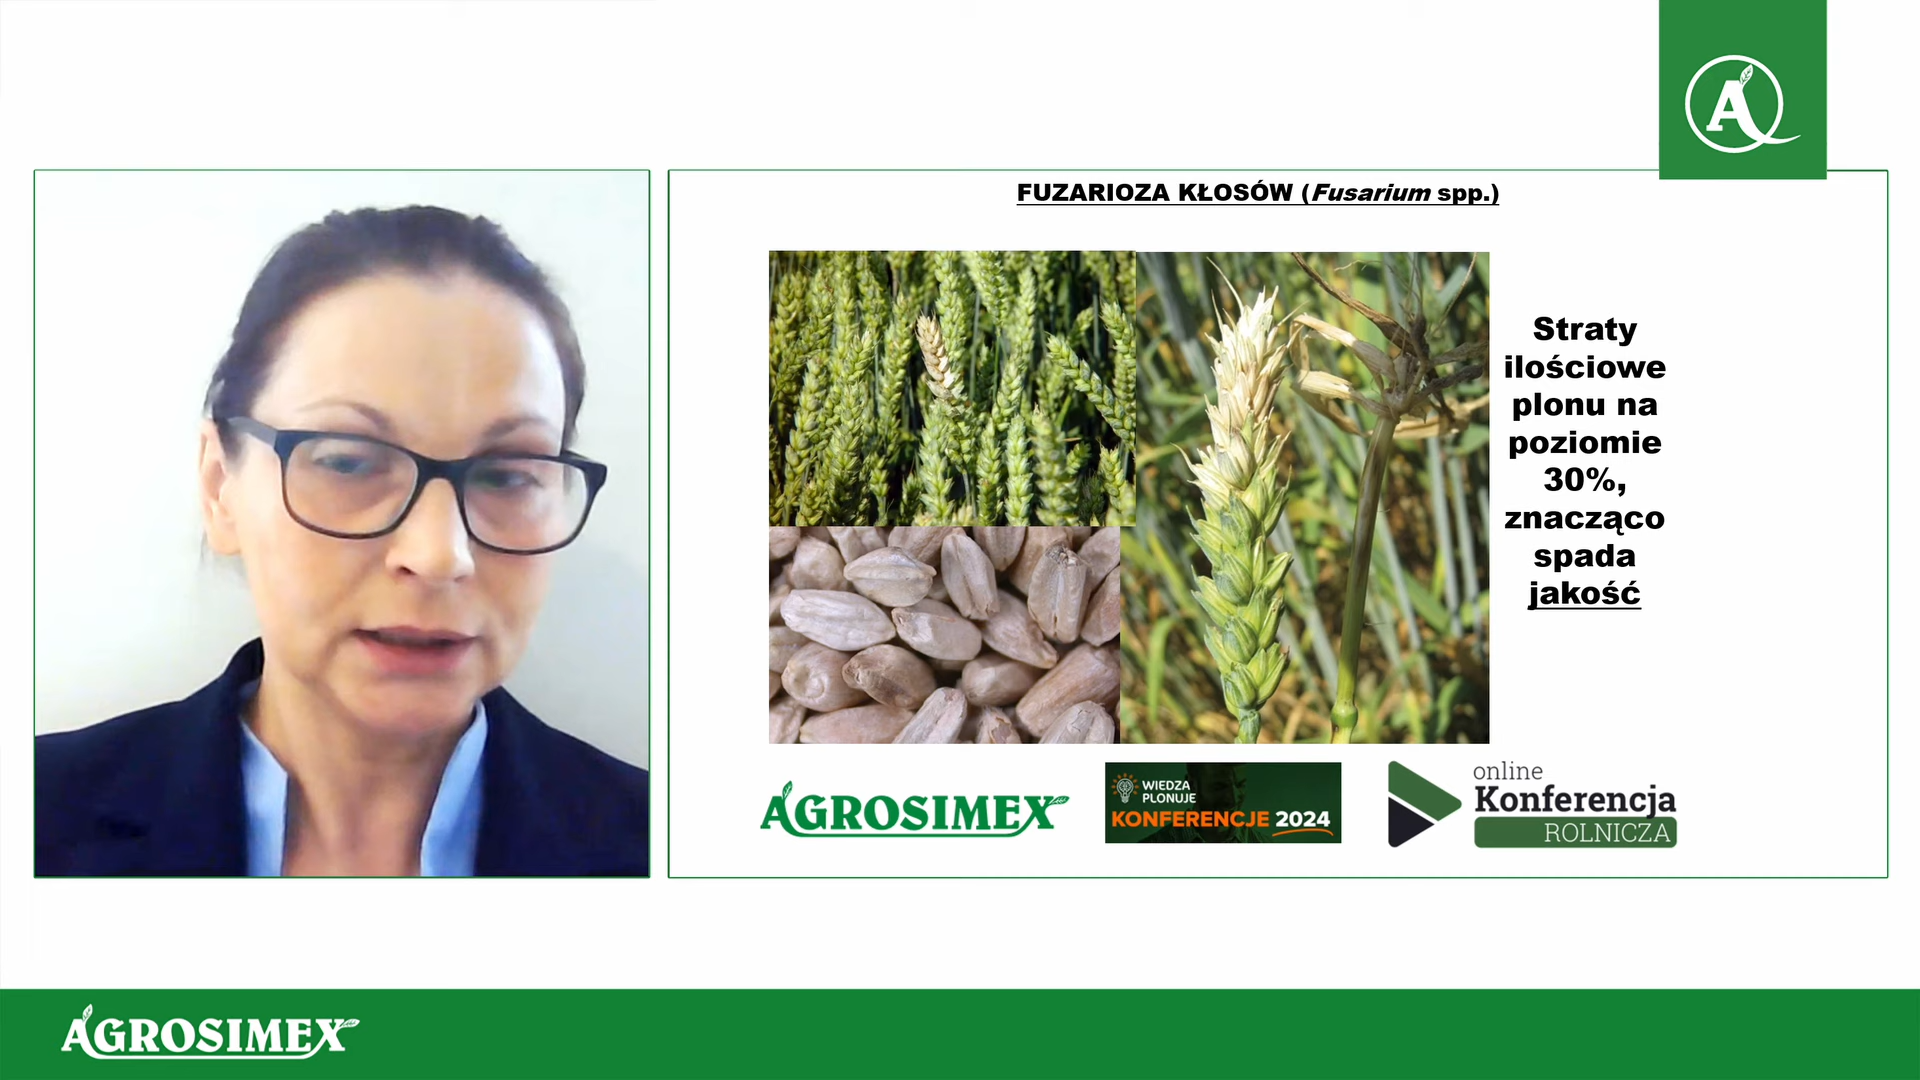 A
FUZARIOZA KŁOSÓW (Fusarium spp.)
Straty
ilościowe
plonu na
poziomie
30%,
znacząco
spada
jakość
AGROSIMEX
WIEDZA
PLONUJE
KONFERENCJE 2024
online
Konferencja
ROLNICZA
AGROSIMEX